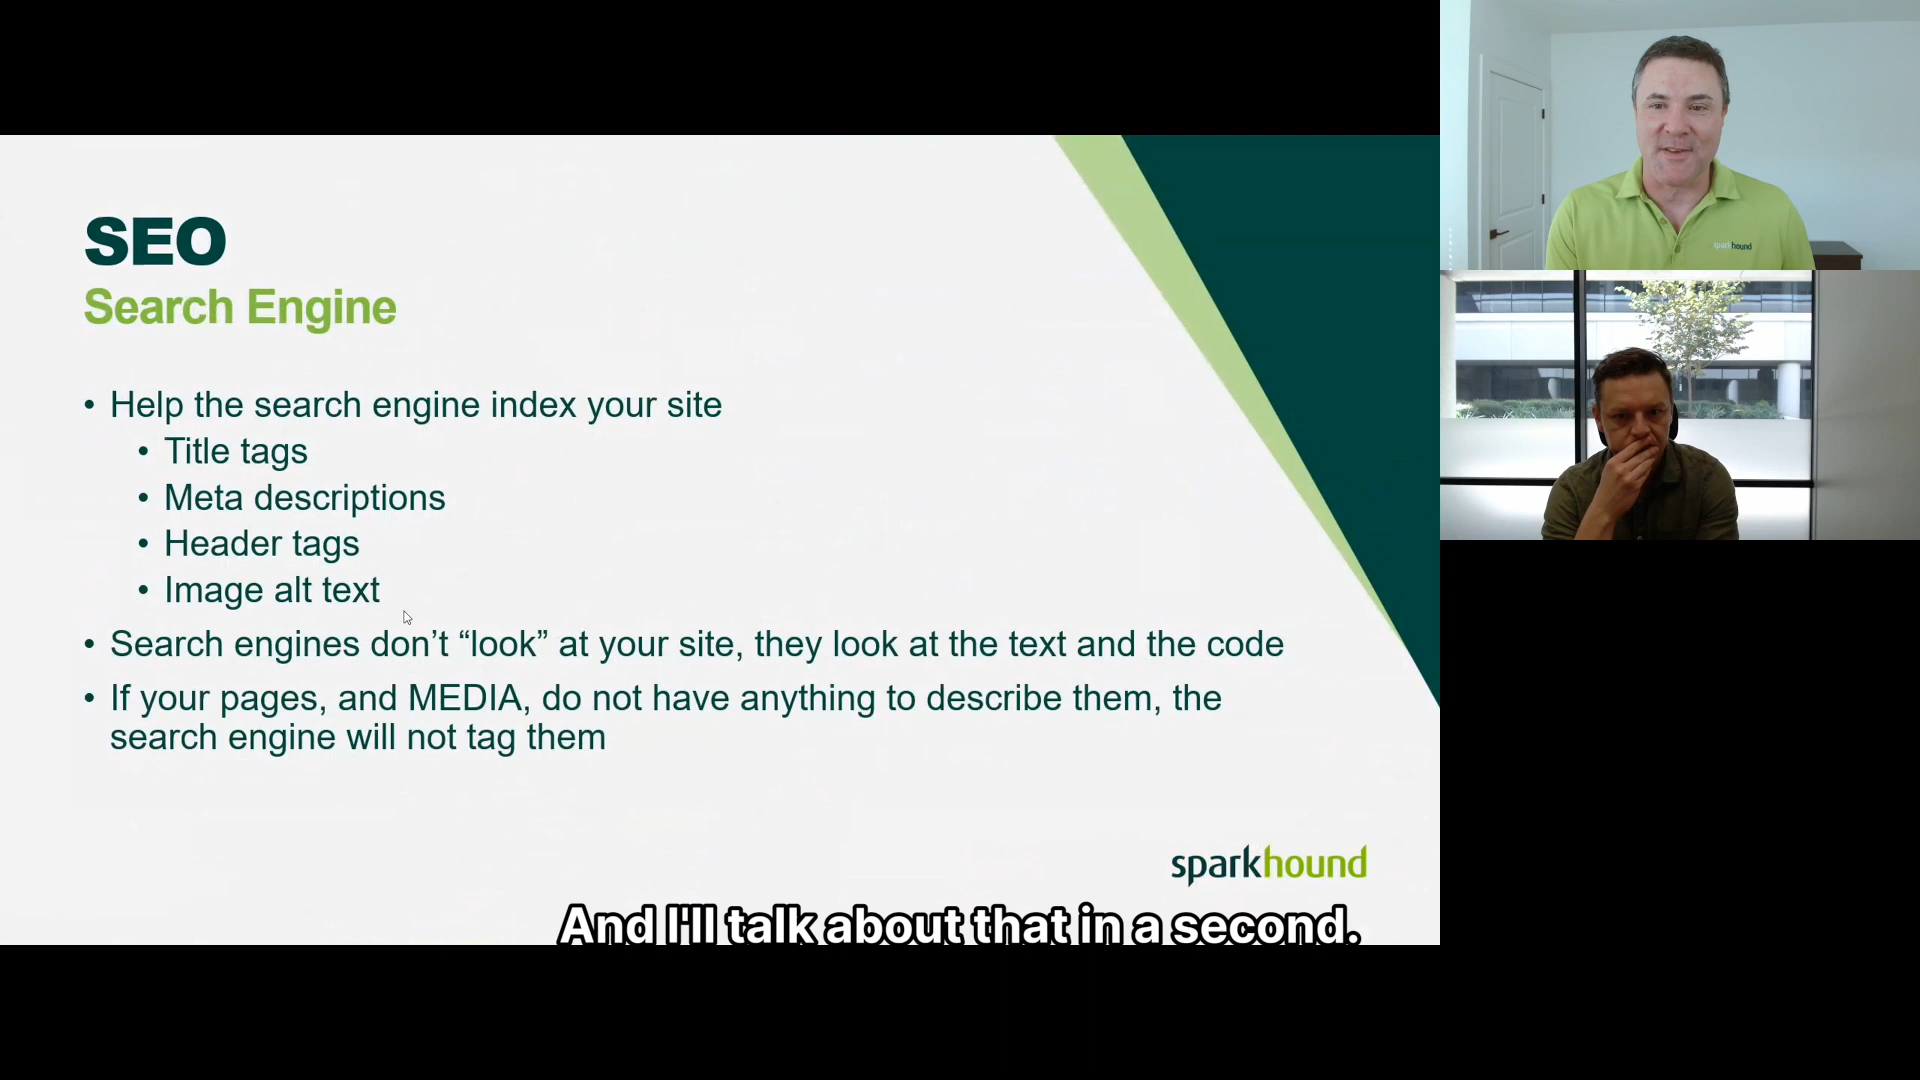 SEO
Search Engine
• Help the search engine index your site
• Title tags
• Meta descriptions
• Header tags
• Image alt text
• Search engines don’t “look” at your site, they look at the text and the code
• If your pages, and MEDIA, do not have anything to describe them, the
search engine will not tag them
sparkhound
And I'll talk about that in a second.
sparkhound